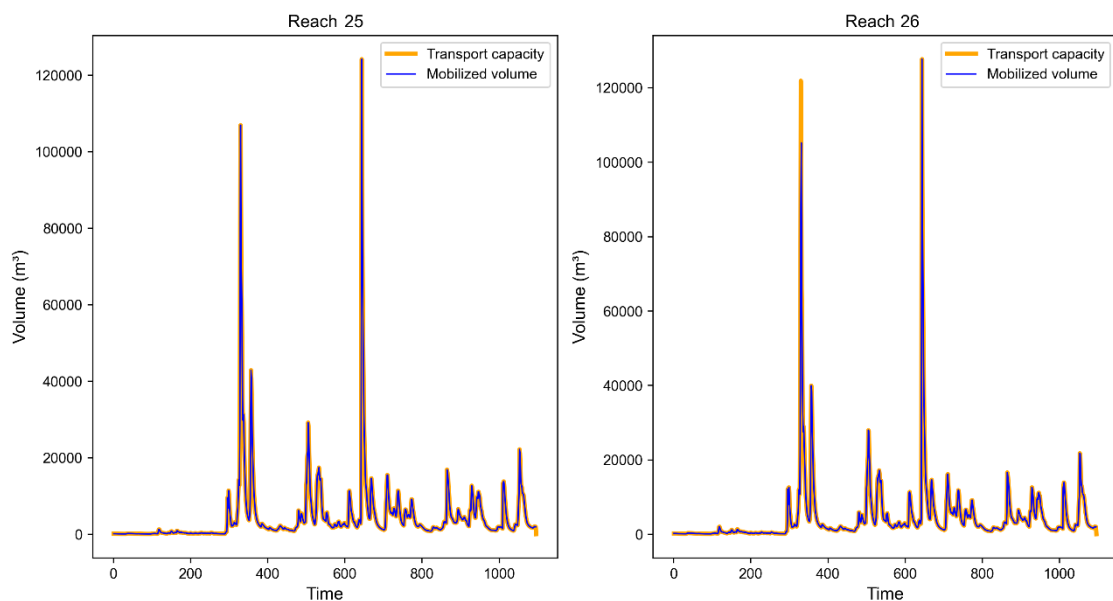 Reach 25
Transport capacity
Mobilized volume
Volume (m³)
120000
100000
80000
60000
40000
20000
0
0 200 400 600 800 1000
Time
Reach 26
Transport capacity
Mobilized volume
Volume (m³)
120000
100000
80000
60000
40000
20000
0
0 200 400 600 800 1000
Time